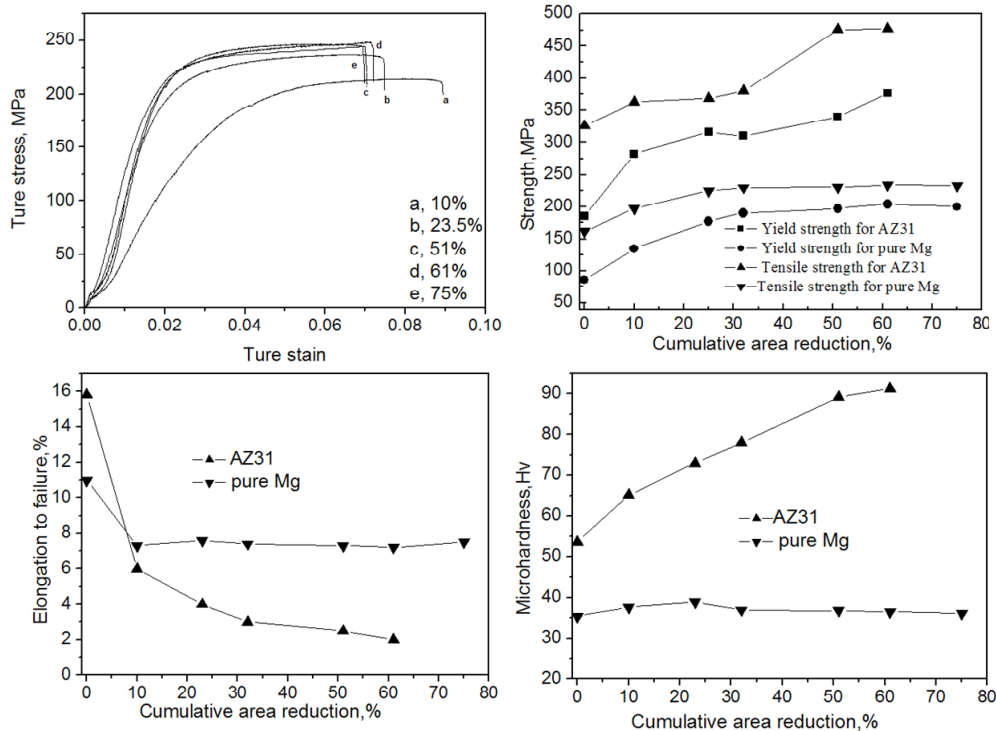 250
200
150
100
50
0
Ture stress, MPa
0.00 0.02 0.04 0.06 0.08 0.10
Ture stain
d
e
c
b
a
a, 10%
b, 23.5%
c, 51%
d, 61%
e, 75%
500
450
400
350
300
250
200
150
100
50
Strength,MPa
Yield strength for AZ31
Yield strength for pure Mg
Tensile strength for AZ31
Tensile strength for pure Mg
0 10 20 30 40 50 60 70 80
Cumulative area reduction,%
16
14
12
10
8
6
4
2
0
Elongation to failure,%
AZ31
pure Mg
0 10 20 30 40 50 60 70 80
Cumulative area reduction,%
90
80
70
60
50
40
30
20
Microhardness,Hv
AZ31
pure Mg
0 10 20 30 40 50 60 70 80
Cumulative area reduction,%